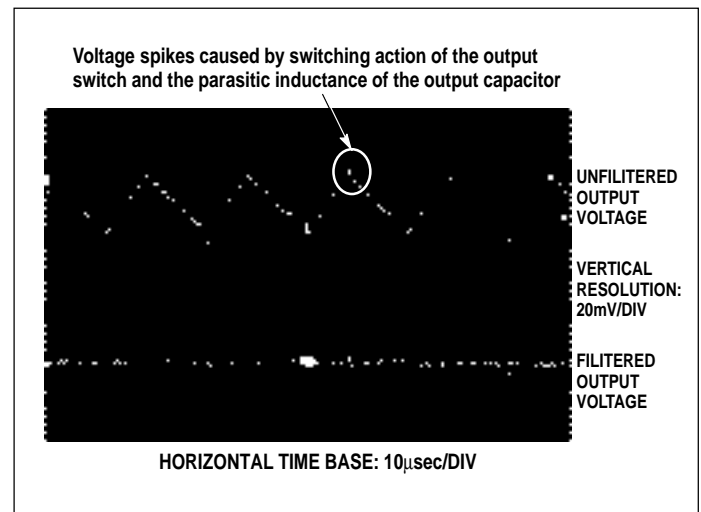 Voltage spikes caused by switching action of the output
switch and the parasitic inductance of the output capacitor
UNFILITERED
OUTPUT
VOLTAGE
VERTICAL
RESOLUTION:
20mV/DIV
FILITERED
OUTPUT
VOLTAGE
HORIZONTAL TIME BASE: 10μsec/DIV